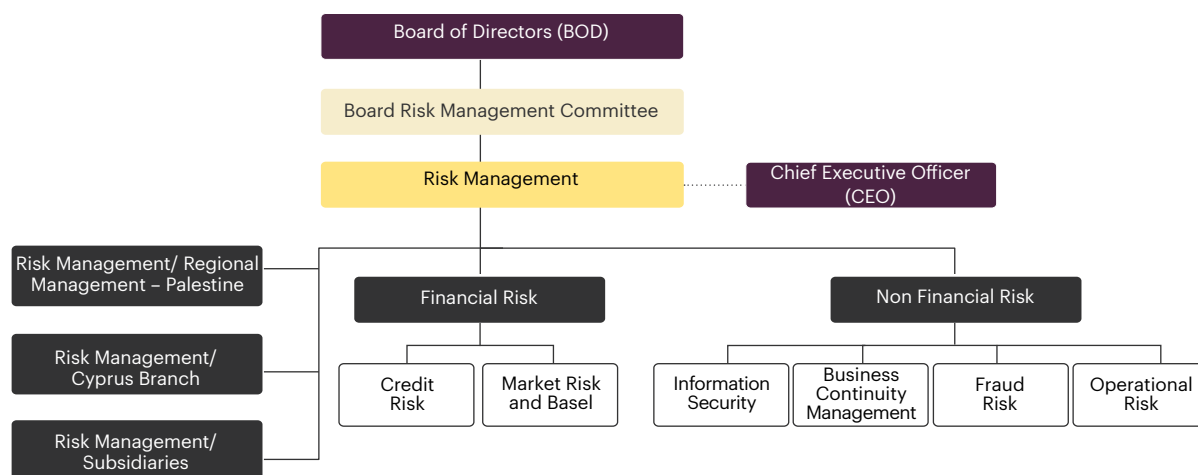 Board of Directors (BOD)
Board Risk Management Committee
Risk Management
Chief Executive Officer
(CEO)
Risk Management/ Regional
Management – Palestine
Risk Management/
Cyprus Branch
Risk Management/
Subsidiaries
Financial Risk
Non Financial Risk
Credit
Risk
Market Risk
and Basel
Information
Security
Business
Continuity
Management
Fraud
Risk
Operational
Risk